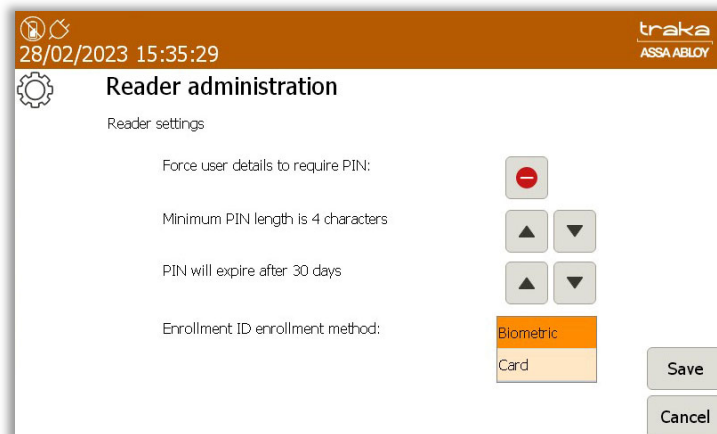 traka
28/02/2023 15:35:29
ASSA ABLOY
Reader administration
Reader settings
Force user details to require PIN:
Minimum PIN length is 4 characters
PIN will expire after 30 days
Enrollment ID enrollment method:
Biometric
Card
Save
Cancel